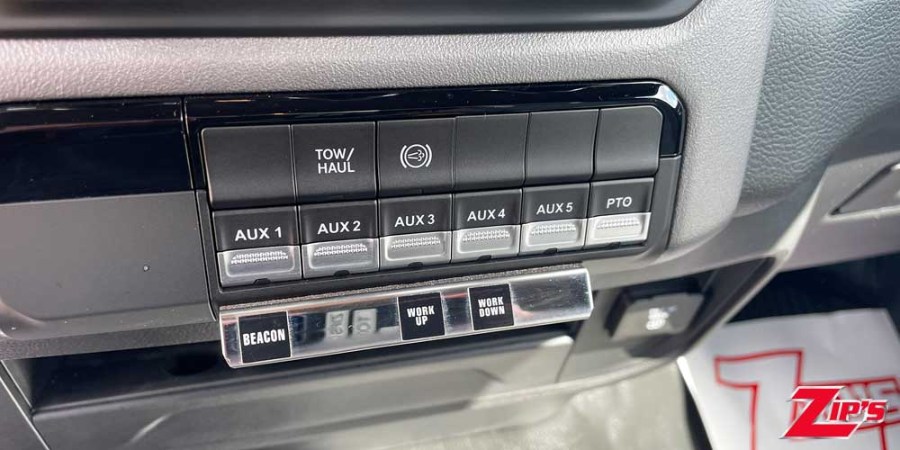 TOW/
HAUL
AUX 1 AUX 2 AUX 3 AUX 4 AUX 5 PTO
BEACON WORK UP WORK DOWN
ZIP'S